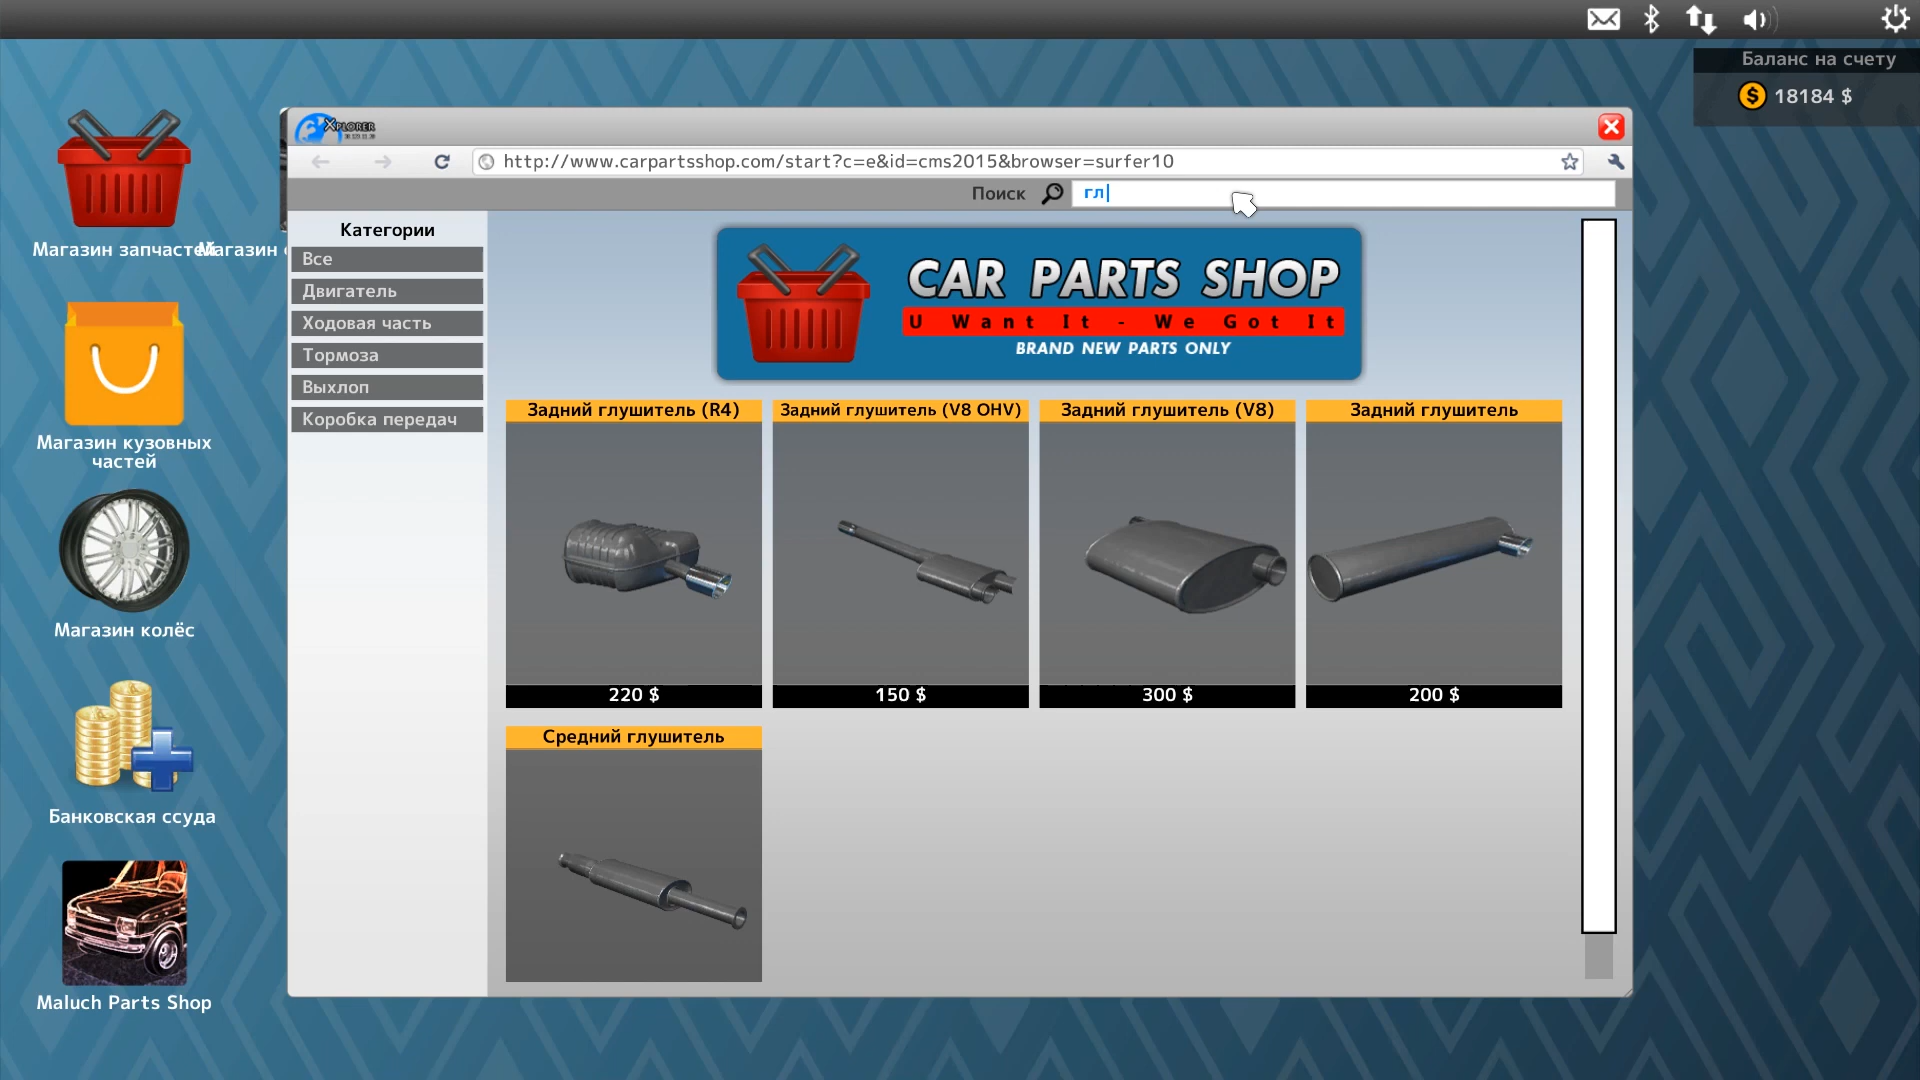 Баланс на счету
18184 $
XPLORER
http://www.carpartsshop.com/start?c=e&id=cms2015&browser=surfer10
Поиск
гл
Магазин запчастей
Магазин
Магазин кузовных
частей
Магазин колёс
Банковская ссуда
Maluch Parts Shop
Категории
Все
Двигатель
Ходовая часть
Тормоза
Выхлоп
Коробка передач
CAR PARTS SHOP
U Want It - We Got It
BRAND NEW PARTS ONLY
Задний глушитель (R4)
220 $
Задний глушитель (V8 OHV)
150 $
Задний глушитель (V8)
300 $
Задний глушитель
200 $
Средний глушитель